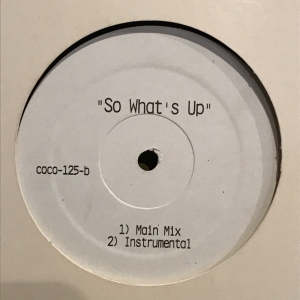 "So What's Up"
coco-125-b
1) Main Mix
2) Instrumental